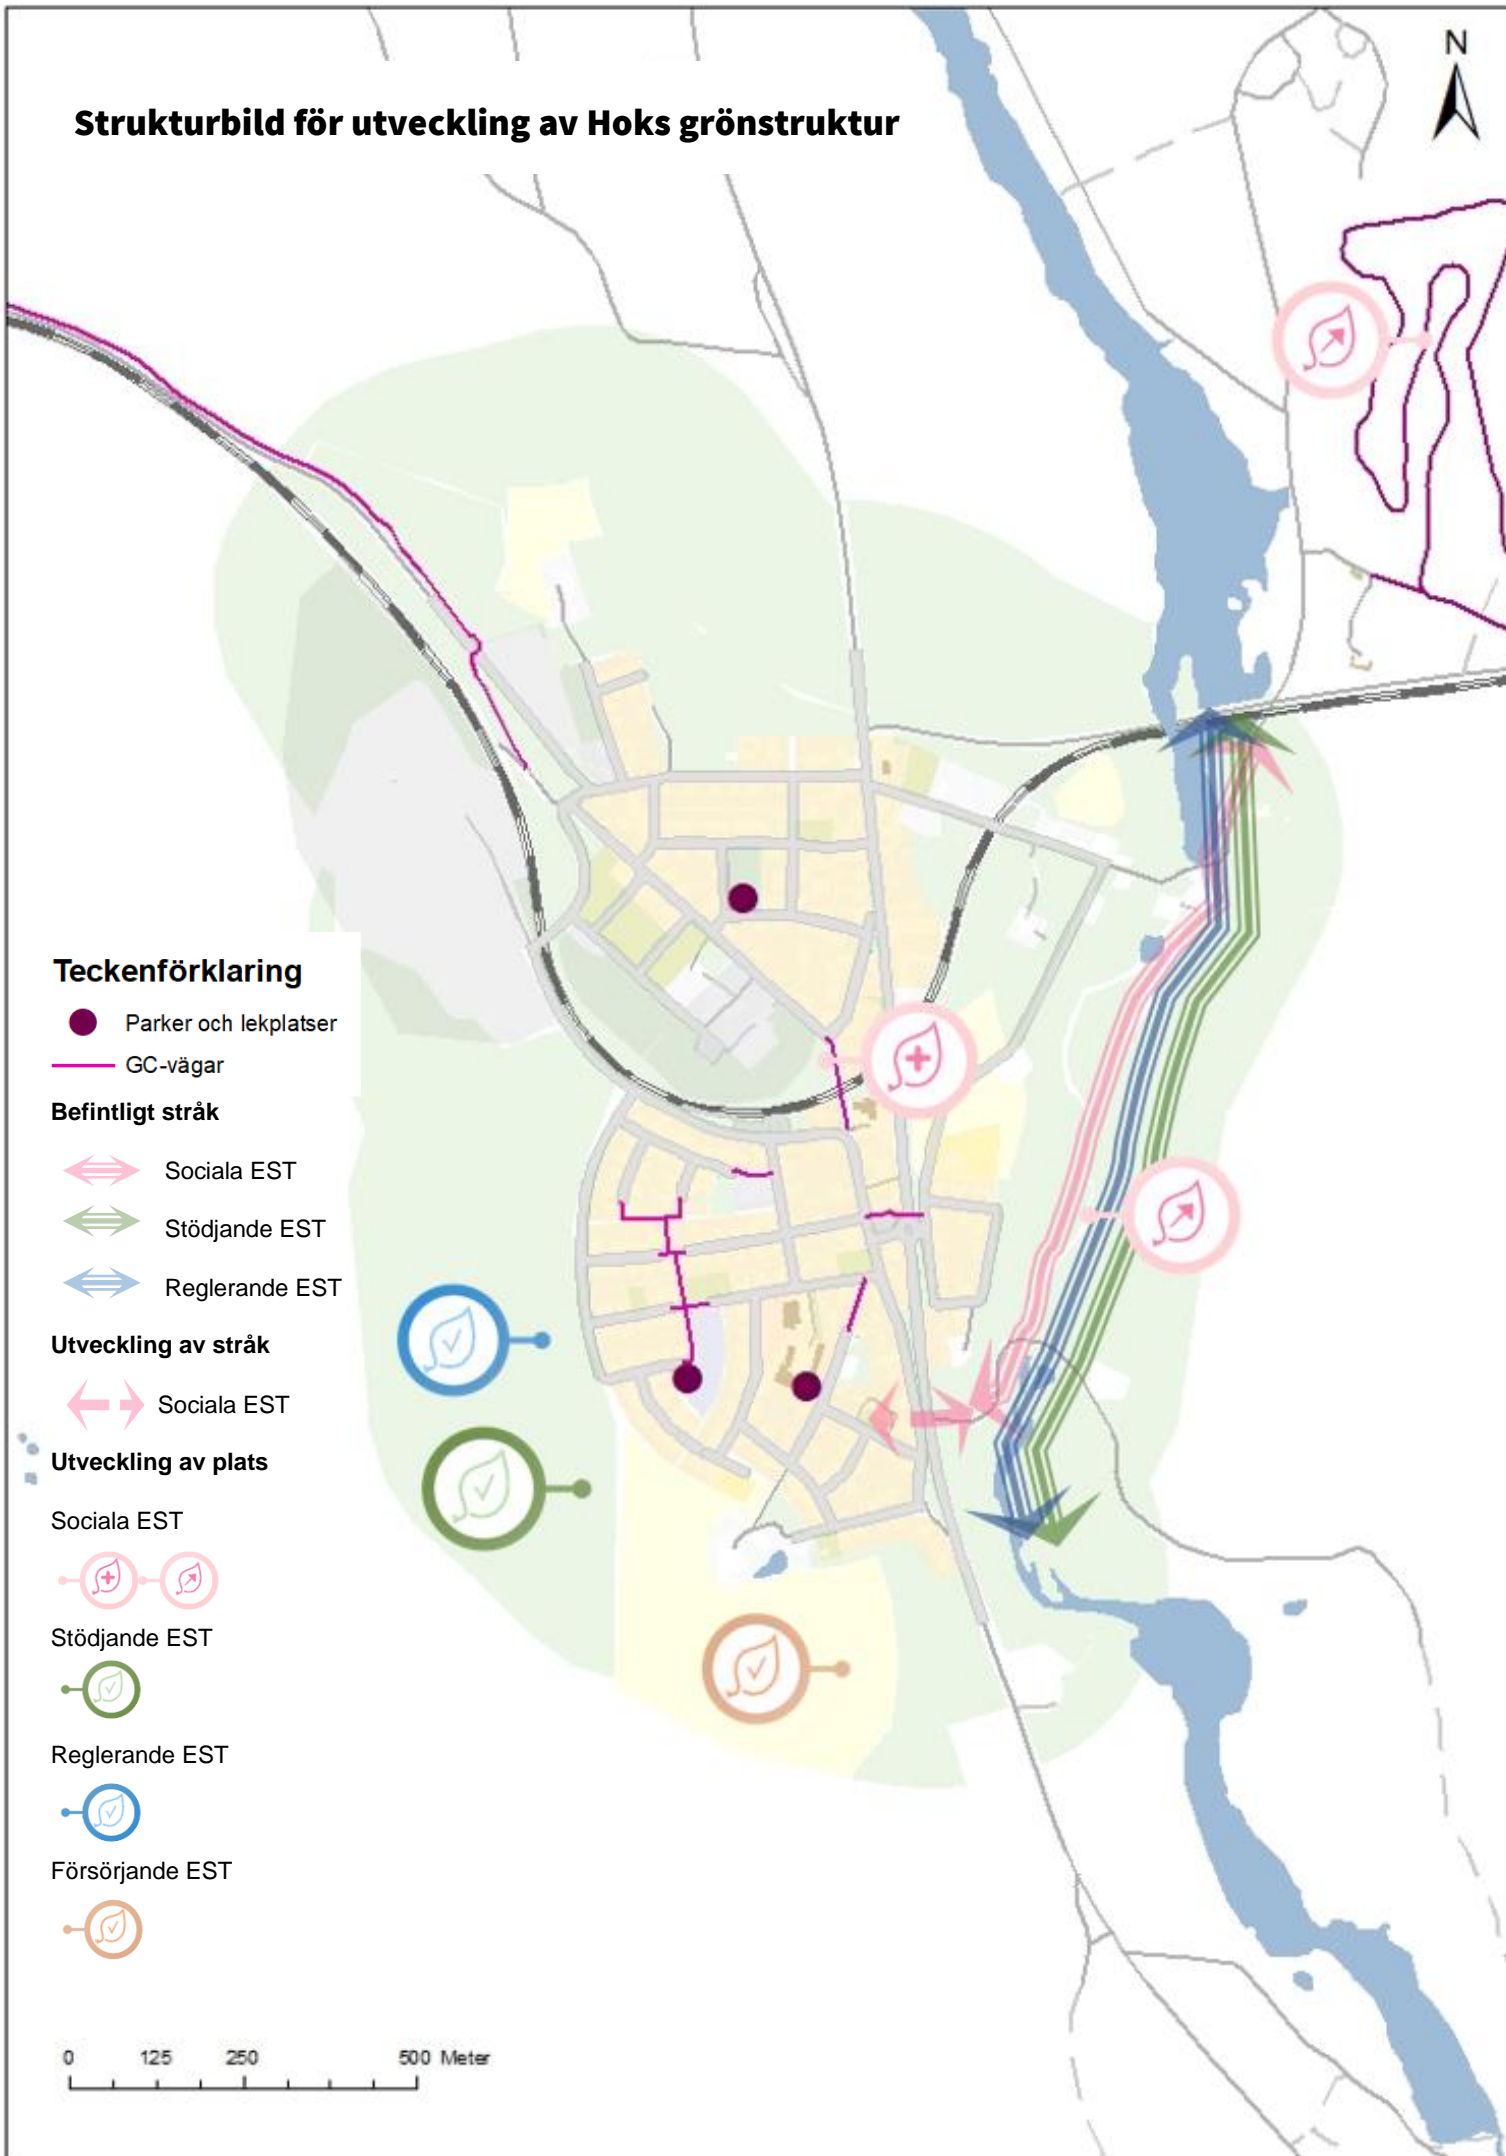 N
Strukturbild för utveckling av Hoks grönstruktur
Teckenförklaring
Parker och lekplatser
GC-vägar
Befintligt stråk
Sociala EST
Stödjande EST
Reglerande EST
Utveckling av stråk
Sociala EST
Utveckling av plats
Sociala EST
Stödjande EST
Reglerande EST
Försörjande EST
0 125 250 500 Meter